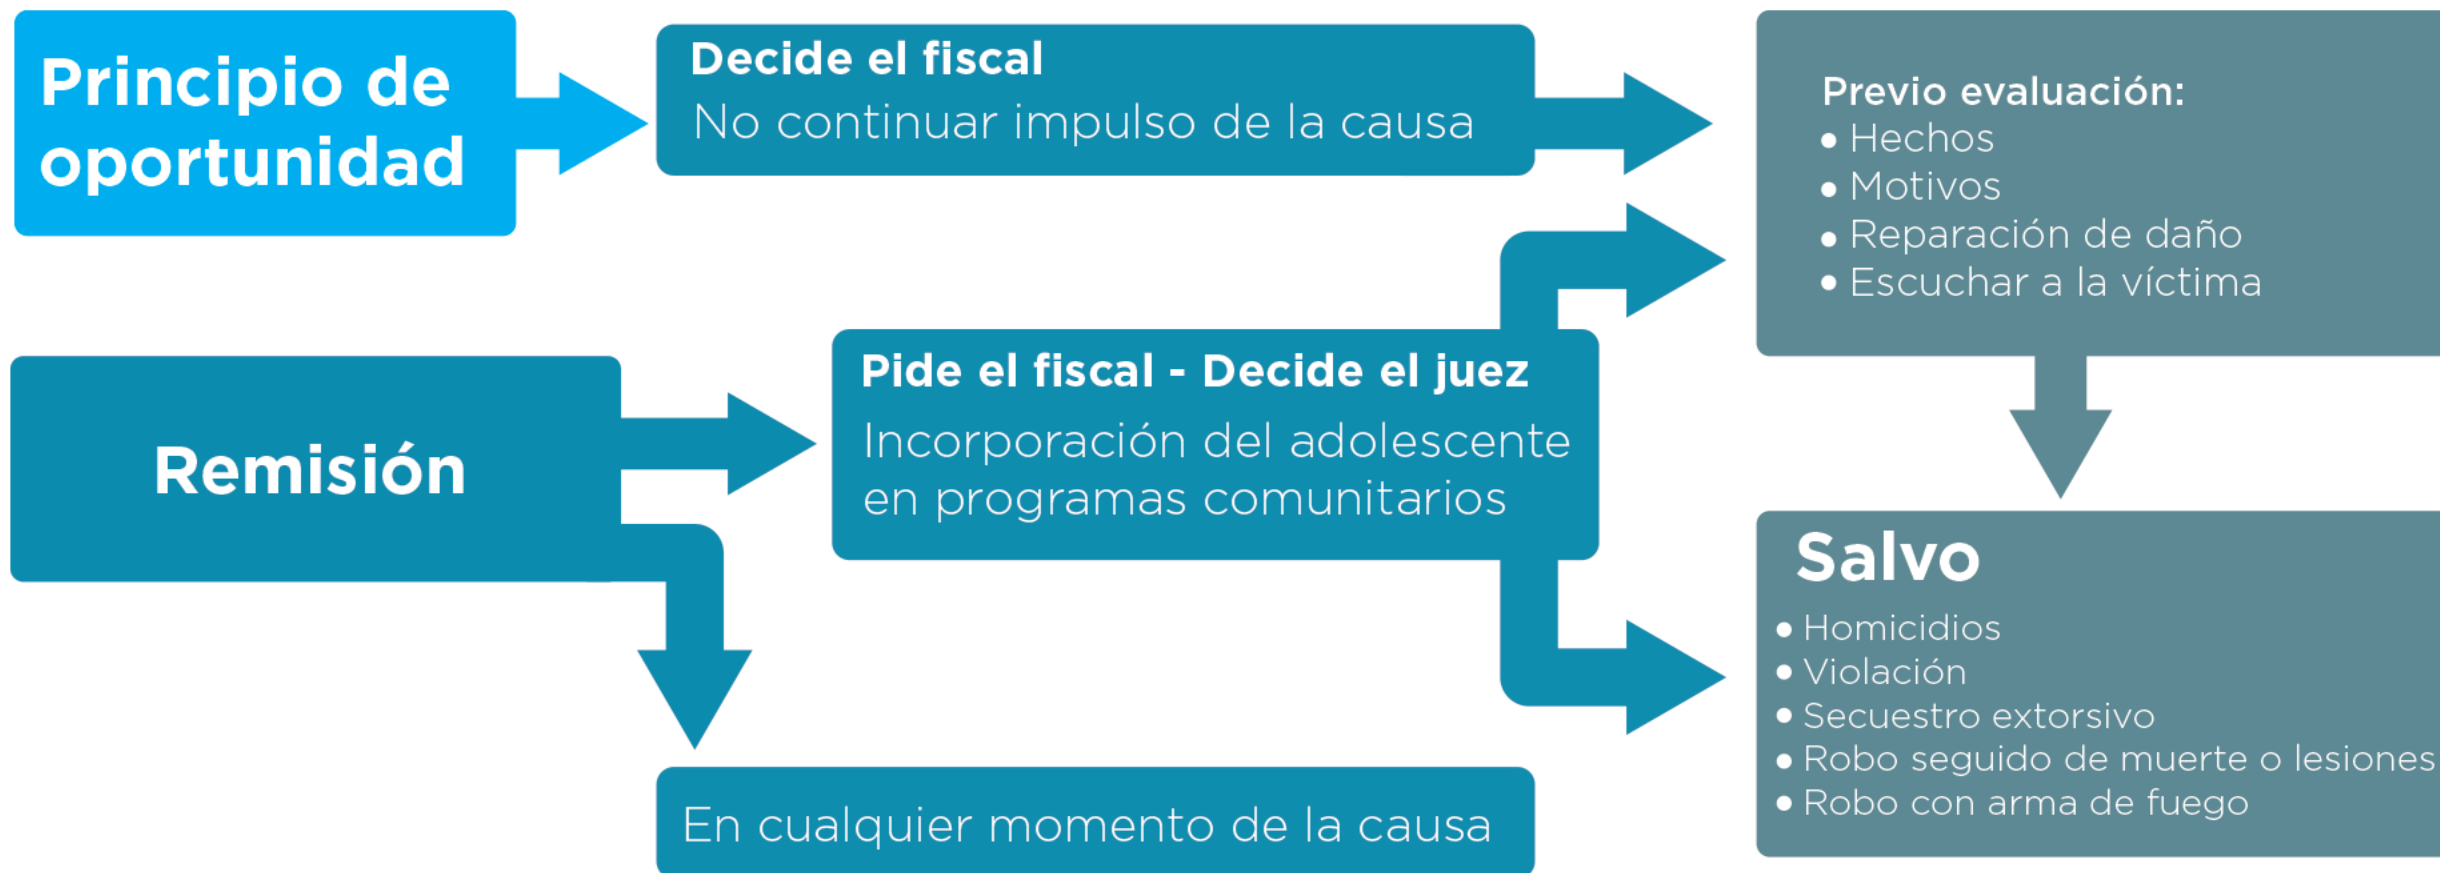 Principio de
oportunidad
Decide el fiscal
No continuar impulso de la causa
Previo evaluación:
• Hechos
• Motivos
• Reparación de daño
• Escuchar a la víctima
Remisión
Pide el fiscal - Decide el juez
Incorporación del adolescente
en programas comunitarios
En cualquier momento de la causa
Salvo
• Homicidios
• Violación
• Secuestro extorsivo
• Robo seguido de muerte o lesiones
• Robo con arma de fuego